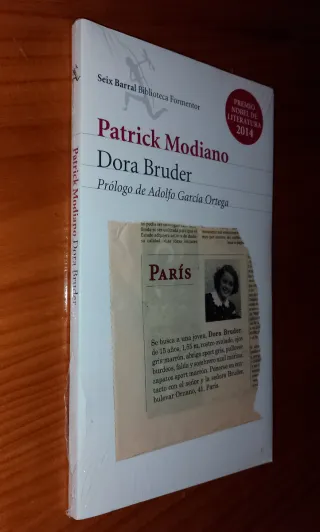 Seix Barral Biblioteca Formentor
PREMIO
NOBEL DE
LITERATURA
2014
Patrick Modiano
Dora Bruder
Prólogo de Adolfo García Ortega
PARÍS
Se busca a una joven, Dora Bruder,
de 15 años, 1,55 m, rostro ovalado, ojos
gris marrón, abrigo sport gris, pullover
burdeos, falda y sombrero azul marino,
zapatos sport marrón. Ponerse en con-
tacto con el señor y la señora Bruder,
bulevar Ornano, 41, París.
Patrick Modiano Dora Bruder